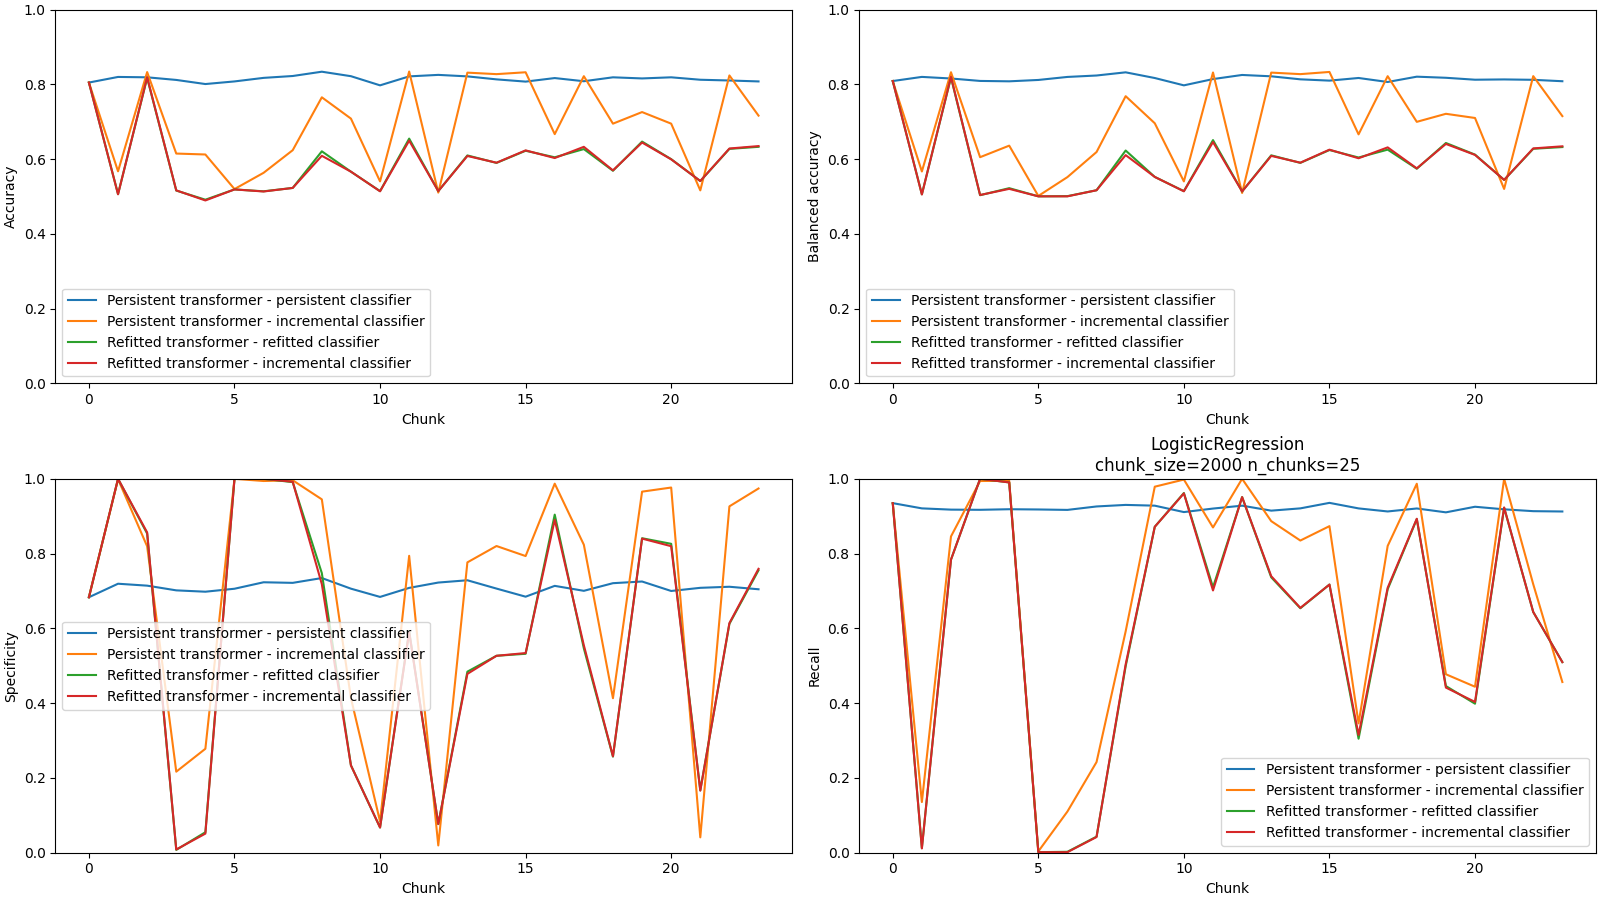 1.0
0.8
0.6
0.4
0.2
0.0
Accuracy
Persistent transformer - persistent classifier
Persistent transformer - incremental classifier
Refitted transformer - refitted classifier
Refitted transformer - incremental classifier
0 5 10 15 20
Chunk
1.0
0.8
0.6
0.4
0.2
0.0
Balanced accuracy
Persistent transformer - persistent classifier
Persistent transformer - incremental classifier
Refitted transformer - refitted classifier
Refitted transformer - incremental classifier
0 5 10 15 20
Chunk
1.0
0.8
0.6
0.4
0.2
0.0
Specificity
Persistent transformer - persistent classifier
Persistent transformer - incremental classifier
Refitted transformer - refitted classifier
Refitted transformer - incremental classifier
0 5 10 15 20
Chunk
LogisticRegression
chunk_size=2000 n_chunks=25
1.0
0.8
0.6
0.4
0.2
0.0
Recall
Persistent transformer - persistent classifier
Persistent transformer - incremental classifier
Refitted transformer - refitted classifier
Refitted transformer - incremental classifier
0 5 10 15 20
Chunk